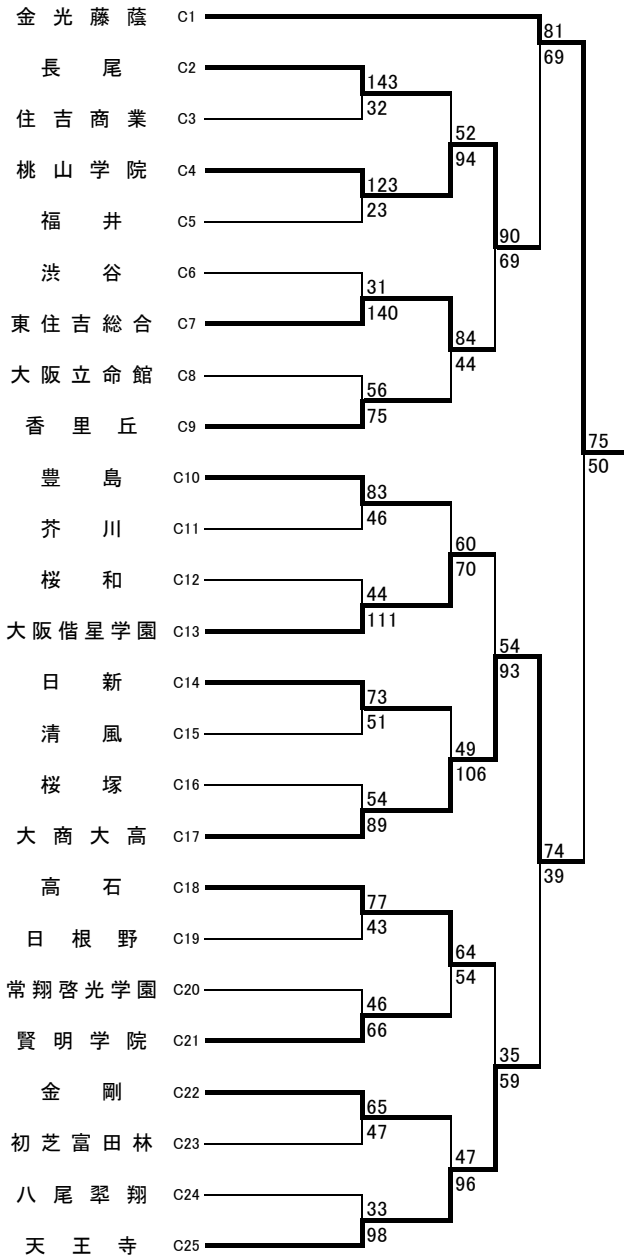 金光藤蔭 C1
81
69
長尾 C2
143
32
住吉商業 C3
52
94
桃山学院 C4
123
23
福井 C5
90
69
渋谷 C6
31
140
東住吉総合 C7
84
44
大阪立命館 C8
56
75
香里丘 C9
75
50
豊島 C10
83
46
芥川 C11
60
70
桜和 C12
44
111
大阪偕星学園 C13
54
93
日新 C14
73
51
清風 C15
49
106
桜塚 C16
54
89
大商大高 C17
74
39
高石 C18
77
43
日根野 C19
64
54
常翔啓光学園 C20
46
66
賢明学院 C21
35
59
金剛 C22
65
47
初芝富田林 C23
47
96
八尾翠翔 C24
33
98
天王寺 C25